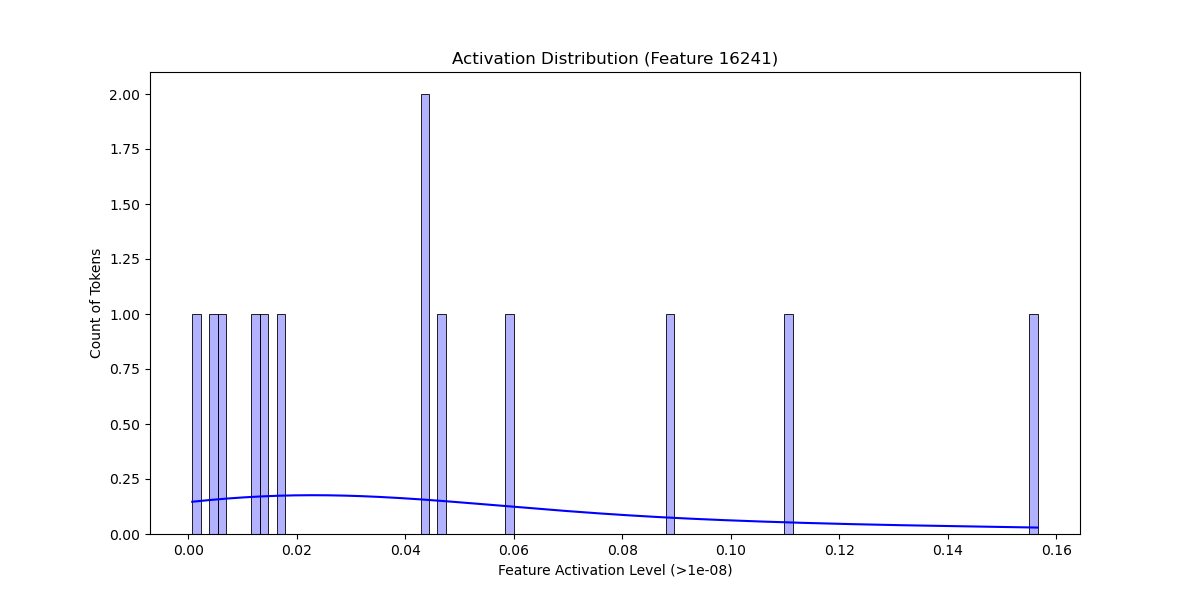 Activation Distribution (Feature 16241)
2.00
1.75
1.50
1.25
1.00
0.75
0.50
0.25
0.00
Count of Tokens
0.00 0.02 0.04 0.06 0.08 0.10 0.12 0.14 0.16
Feature Activation Level (>1e-08)